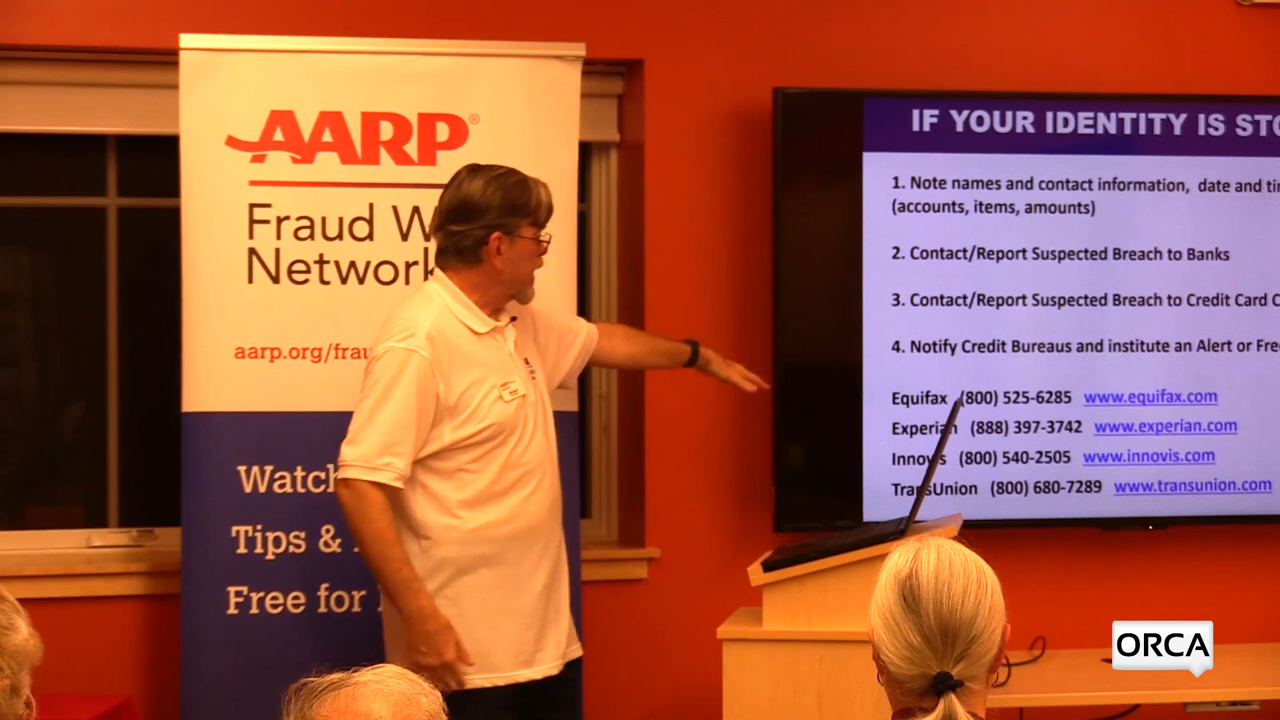 AARP®
Fraud W
Network
aarp.org/frau
Watch
Tips &
Free for
IF YOUR IDENTITY IS STO
1. Note names and contact information, date and ti
(accounts, items, amounts)
2. Contact/Report Suspected Breach to Banks
3. Contact/Report Suspected Breach to Credit Card C
4. Notify Credit Bureaus and institute an Alert or Fre
Equifax (800) 525-6285 www.equifax.com
Experian (888) 397-3742 www.experian.com
Innovis (800) 540-2505 www.innovis.com
TransUnion (800) 680-7289 www.transunion.com
ORCA